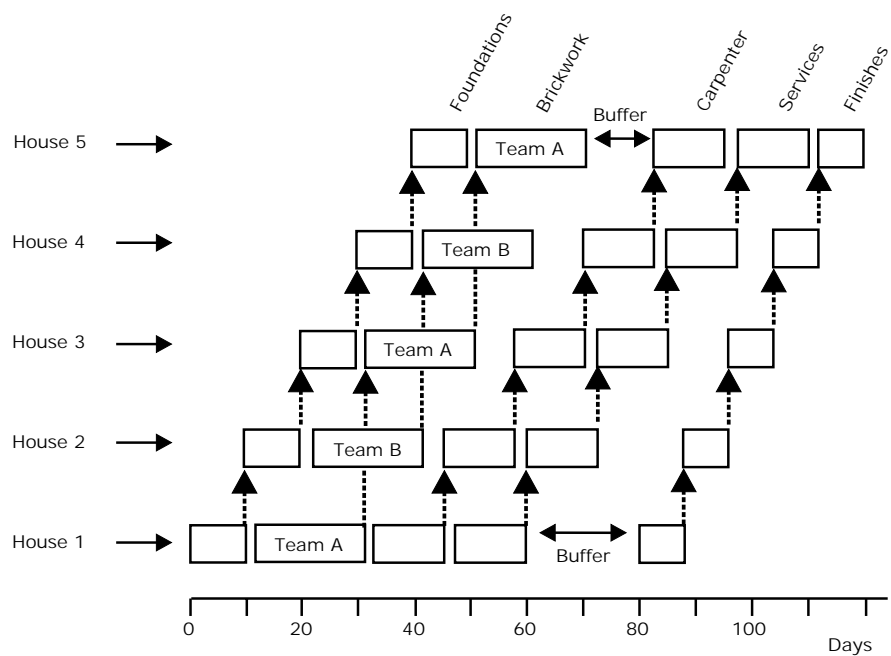 Foundations
Brickwork
Carpenter
Services
Finishes
Buffer
House 5
Team A
House 4
Team B
House 3
Team A
House 2
Team B
House 1
Team A
Buffer
0 20 40 60 80 100
Days